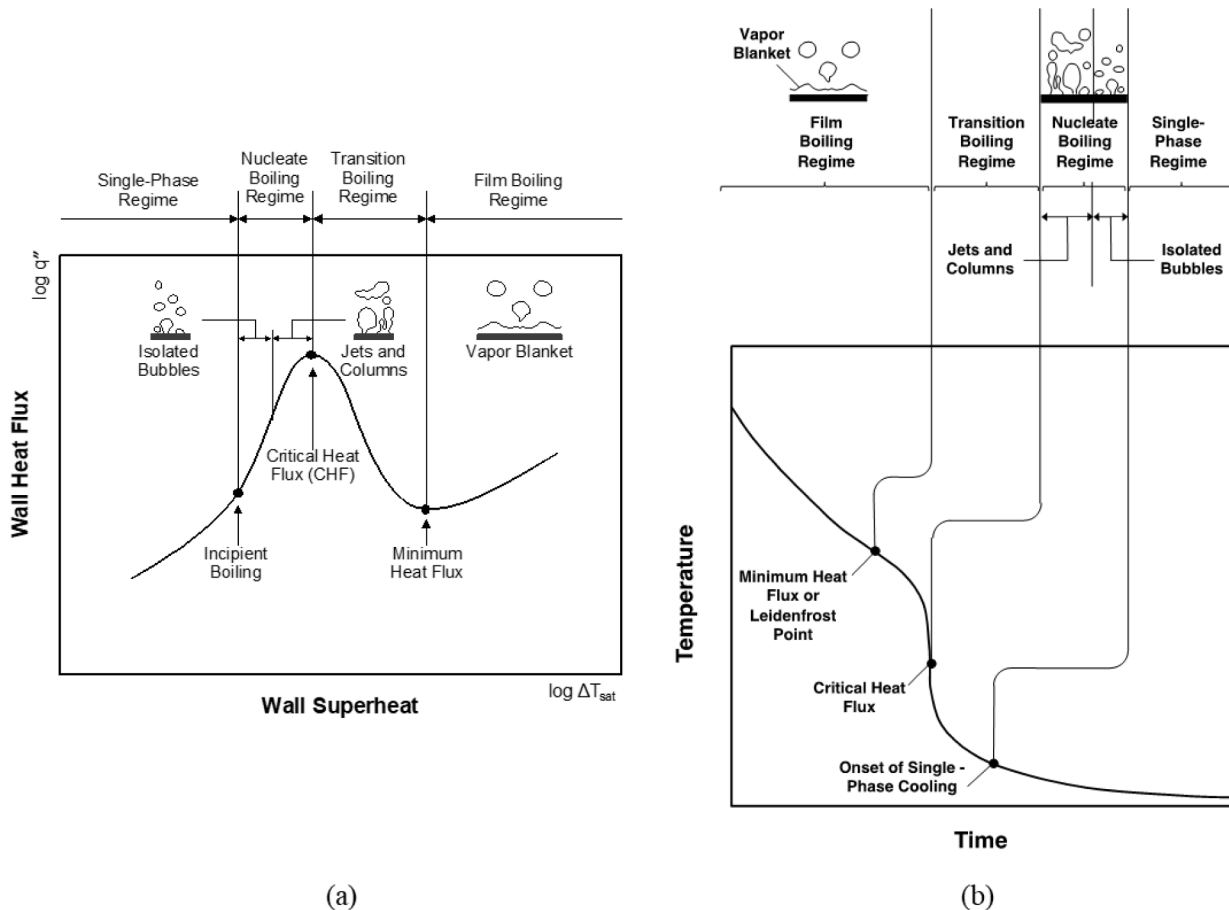 Single-Phase
Regime
Nucleate
Boiling
Regime
Transition
Boiling
Regime
Film Boiling
Regime
log q″
Wall Heat Flux
Isolated
Bubbles
Jets and
Columns
Vapor Blanket
Critical Heat
Flux (CHF)
Incipient
Boiling
Minimum
Heat Flux
log ΔTsat
Wall Superheat
(a)
Vapor
Blanket
Film
Boiling
Regime
Transition
Boiling
Regime
Nucleate
Boiling
Regime
Single-
Phase
Regime
Jets and
Columns
Isolated
Bubbles
Temperature
Minimum Heat
Flux or
Leidenfrost
Point
Critical Heat
Flux
Onset of Single -
Phase Cooling
Time
(b)